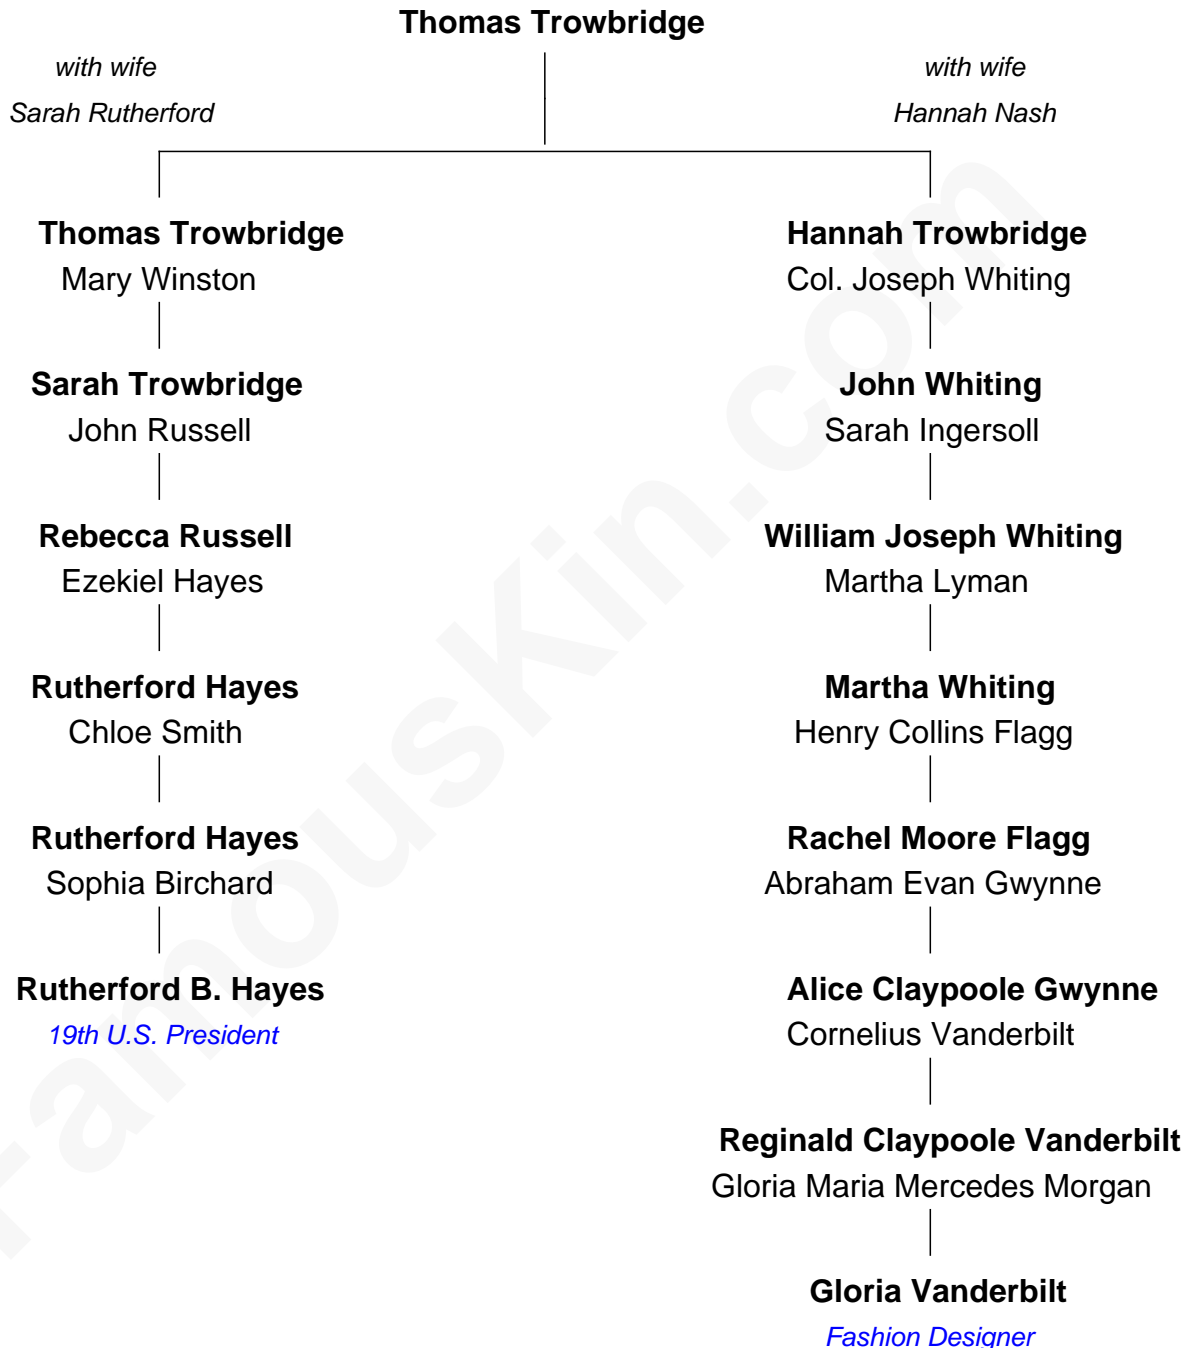 Thomas Trowbridge
with wife
Sarah Rutherford
with wife
Hannah Nash
Thomas Trowbridge
Mary Winston
Sarah Trowbridge
John Russell
Rebecca Russell
Ezekiel Hayes
Rutherford Hayes
Chloe Smith
Rutherford Hayes
Sophia Birchard
Rutherford B. Hayes
19th U.S. President
Hannah Trowbridge
Col. Joseph Whiting
John Whiting
Sarah Ingersoll
William Joseph Whiting
Martha Lyman
Martha Whiting
Henry Collins Flagg
Rachel Moore Flagg
Abraham Evan Gwynne
Alice Claypoole Gwynne
Cornelius Vanderbilt
Reginald Claypoole Vanderbilt
Gloria Maria Mercedes Morgan
Gloria Vanderbilt
Fashion Designer
FamousKin.com